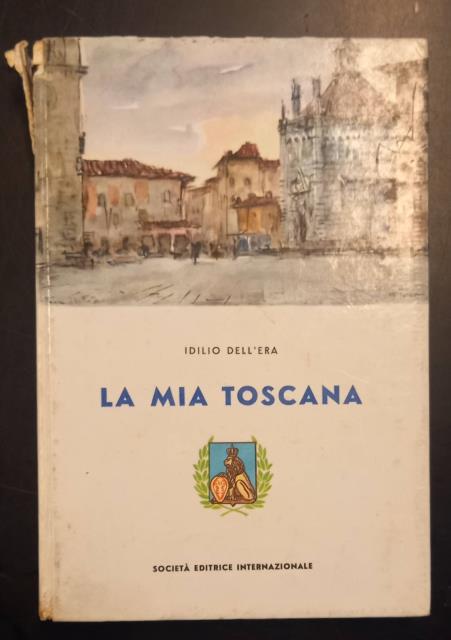 IDILIO DELL'ERA
LA MIA TOSCANA
SOCIETÀ EDITRICE INTERNAZIONALE